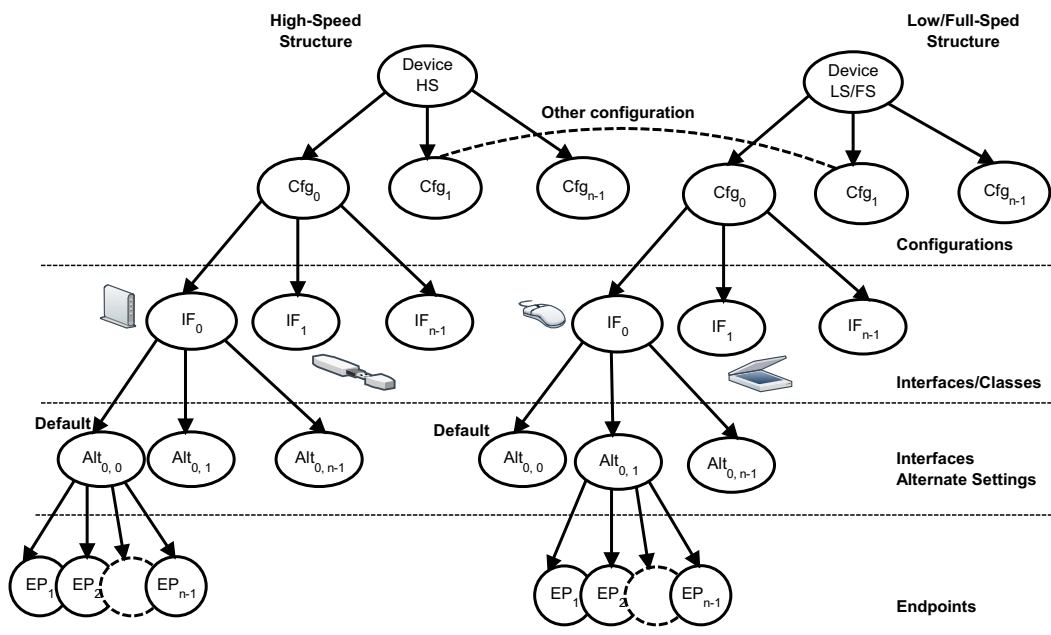 High-Speed
Structure
Low/Full-Sped
Structure
Device
HS
Device
LS/FS
Other configuration
Cfg0
Cfg1
Cfgn-1
Cfg0
Cfg1
Cfgn-1
Configurations
IF0
IF1
IFn-1
IF0
IF1
IFn-1
Interfaces/Classes
Default
Default
Alt0, 0
Alt0, 1
Alt0, n-1
Alt0, 0
Alt0, 1
Alt0, n-1
Interfaces
Alternate Settings
EP1
EP2
EPn-1
EP1
EP2
EPn-1
Endpoints